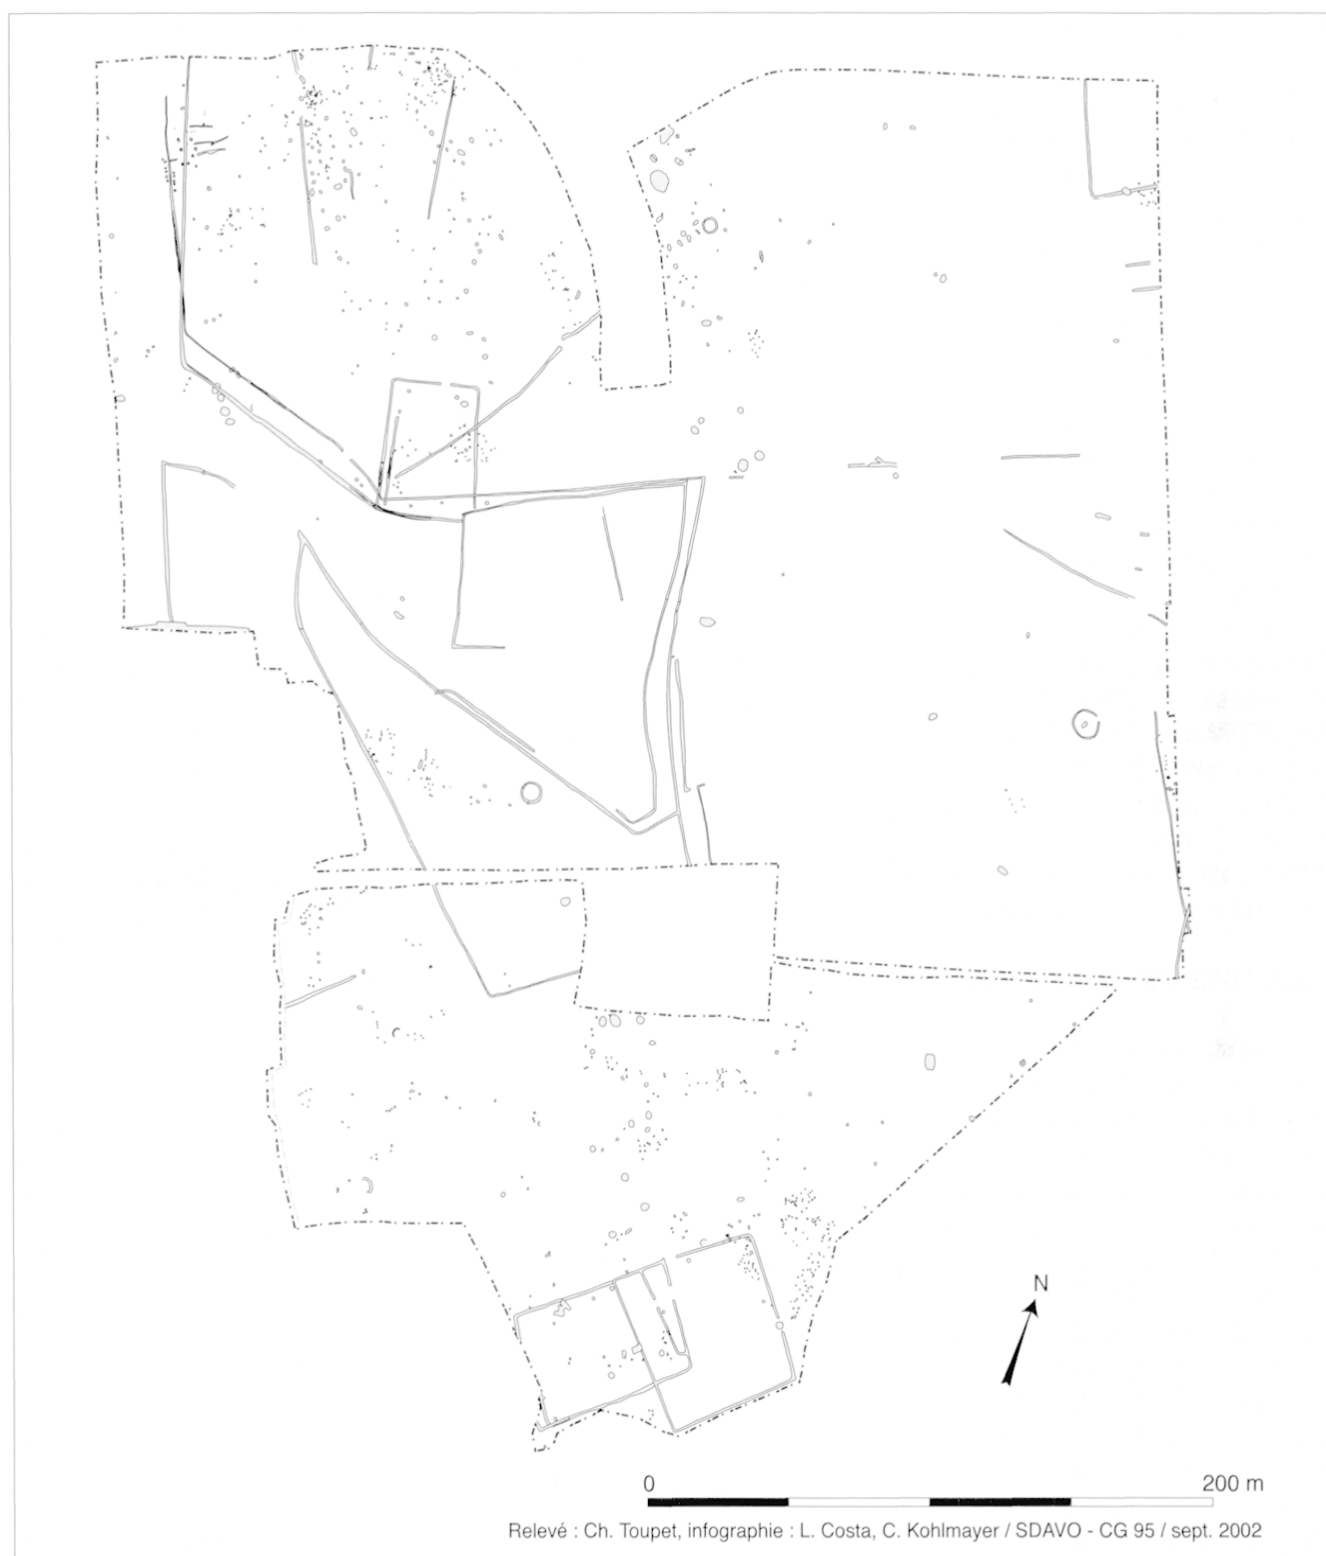 N
0 200 m
Relevé : Ch. Toupet, infographie : L. Costa, C. Kohlmayer / SDAVO - CG 95 / sept. 2002